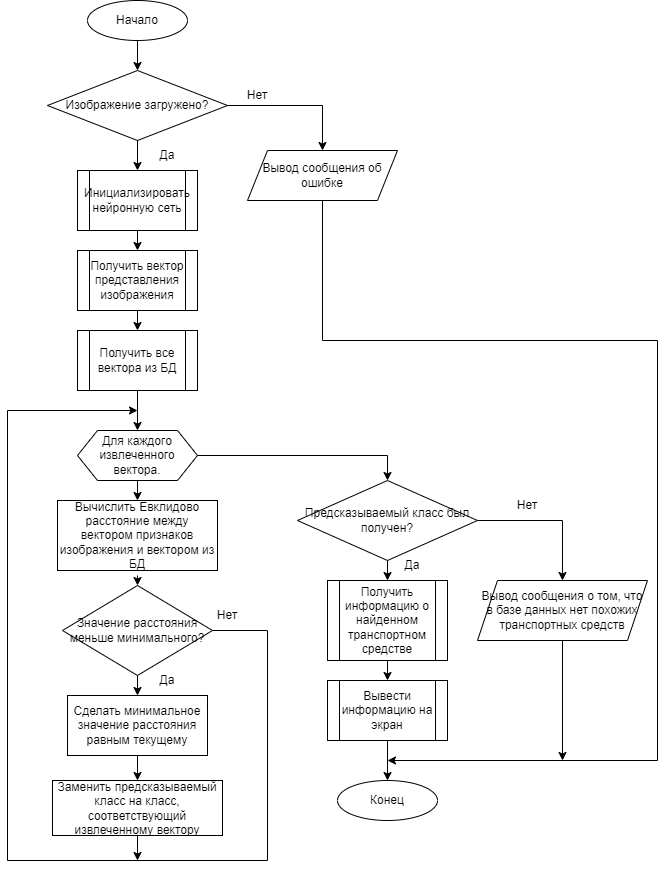 Начало
Изображение загружено?
Нет
Да
Вывод сообщения об
ошибке
Инициализировать
нейронную сеть
Получить вектор
представления
изображения
Получить все
вектора из БД
Для каждого
извлеченного
вектора.
Вычислить Евклидово
расстояние между
вектором признаков
изображения и вектором из
БД
Значение расстояния
меньше минимального?
Нет
Да
Сделать минимальное
значение расстояния
равным текущему
Заменить предсказываемый
класс на класс,
соответствующий
извлеченному вектору
Предсказываемый класс был
получен?
Нет
Да
Получить
информацию о
найденном
транспортном
средстве
Вывод сообщения о том, что
в базе данных нет похожих
транспортных средств
Вывести
информацию на
экран
Конец